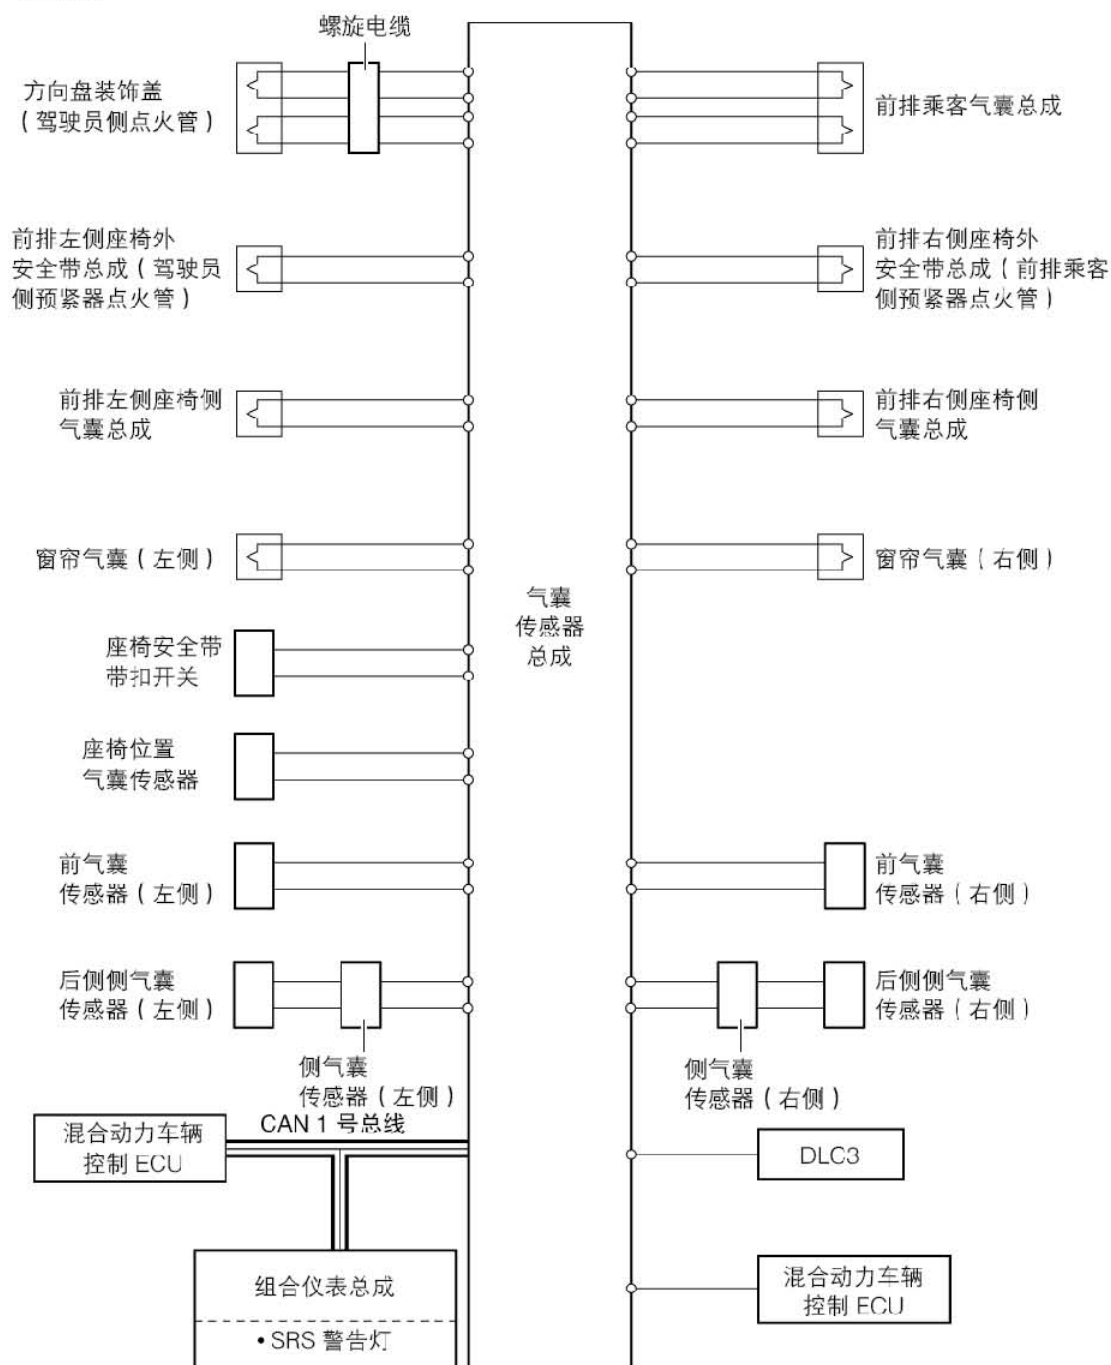 螺旋电缆
方向盘装饰盖
（驾驶员侧点火管）
前排乘客气囊总成
前排左侧座椅外
安全带总成（驾驶员
侧预紧器点火管）
前排右侧座椅外
安全带总成（前排乘客
侧预紧器点火管）
前排左侧座椅侧
气囊总成
前排右侧座椅侧
气囊总成
窗帘气囊（左侧）
窗帘气囊（右侧）
气囊
传感器
总成
座椅安全带
带扣开关
座椅位置
气囊传感器
前气囊
传感器（左侧）
前气囊
传感器（右侧）
后侧侧气囊
传感器（左侧）
后侧侧气囊
传感器（右侧）
侧气囊
传感器（左侧）
侧气囊
传感器（右侧）
CAN 1 号总线
混合动力车辆
控制 ECU
DLC3
组合仪表总成
• SRS 警告灯
混合动力车辆
控制 ECU